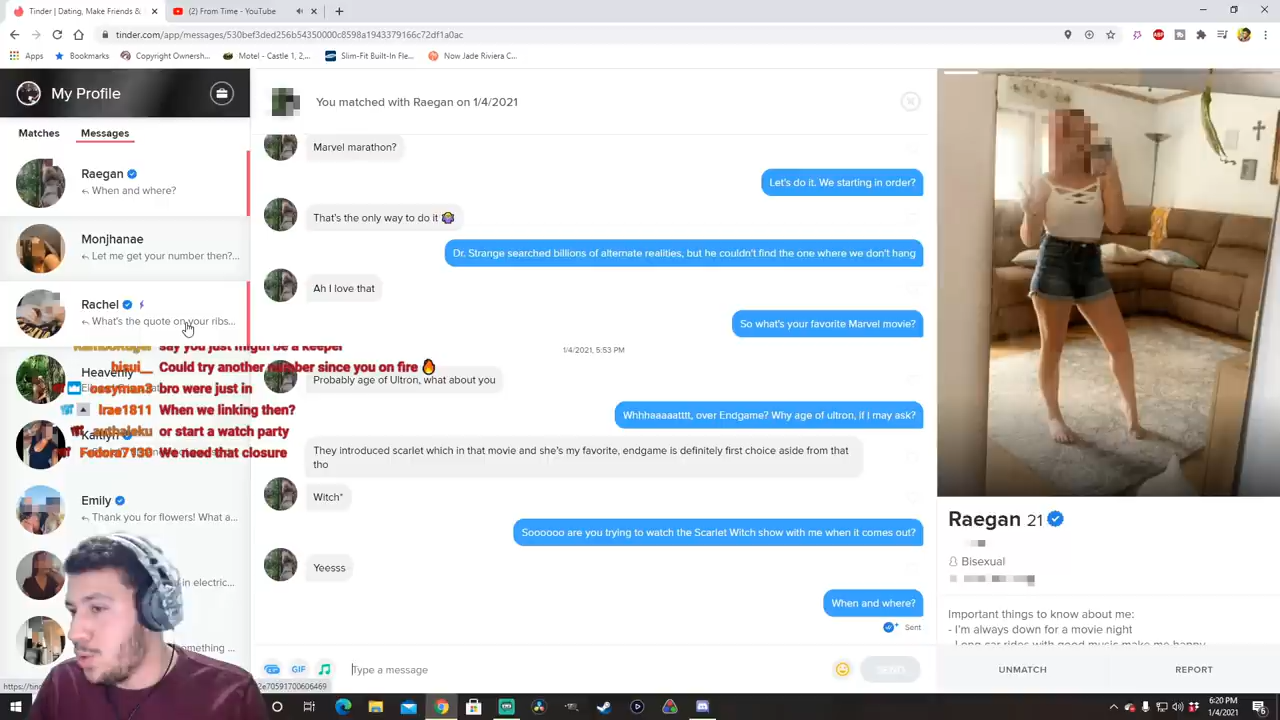 Tinder | Dating, Make Friends &
(2) From Time - YouTube
tinder.com/app/messages/530bef3ded256b54350000c8598a1943379166c72df1a0ac
Apps
Bookmarks
Copyright Ownersh...
Motel - Castle 1, 2,...
Slim-Fit Built-In Fle...
Now Jade Riviera C...
My Profile
Matches
Messages
Raegan
When and where?
Monjhanae
Let me get your number then?...
Rachel
What's the quote on your ribs...
say you just might be a keeper
bisui__ Could try another number since you on fire 🔥
Heavenly
ossyman3 bro were just in
lrae1811 When we linking then?
authaleku or start a watch party
Kaitlyn
Fedora7130 We need that closure
Emily
Thank you for flowers! What a...
in electric...
omething ...
You matched with Raegan on 1/4/2021
Marvel marathon?
Let's do it. We starting in order?
That's the only way to do it
Dr. Strange searched billions of alternate realities, but he couldn't find the one where we don't hang
Ah I love that
So what's your favorite Marvel movie?
1/4/2021, 5:53 PM
Probably age of Ultron, what about you
Whhhaaaaatttt, over Endgame? Why age of ultron, if I may ask?
They introduced scarlet which in that movie and she's my favorite, endgame is definitely first choice aside from that
tho
Witch*
Soooooo are you trying to watch the Scarlet Witch show with me when it comes out?
Yeesss
When and where?
Sent
GIF
GIF
Type a message
SEND
Raegan 21
Bisexual
Important things to know about me:
- I'm always down for a movie night
- Long car rides with good music make me happy
UNMATCH
REPORT
https://tin
2e70591700606469
6:20 PM
1/4/2021